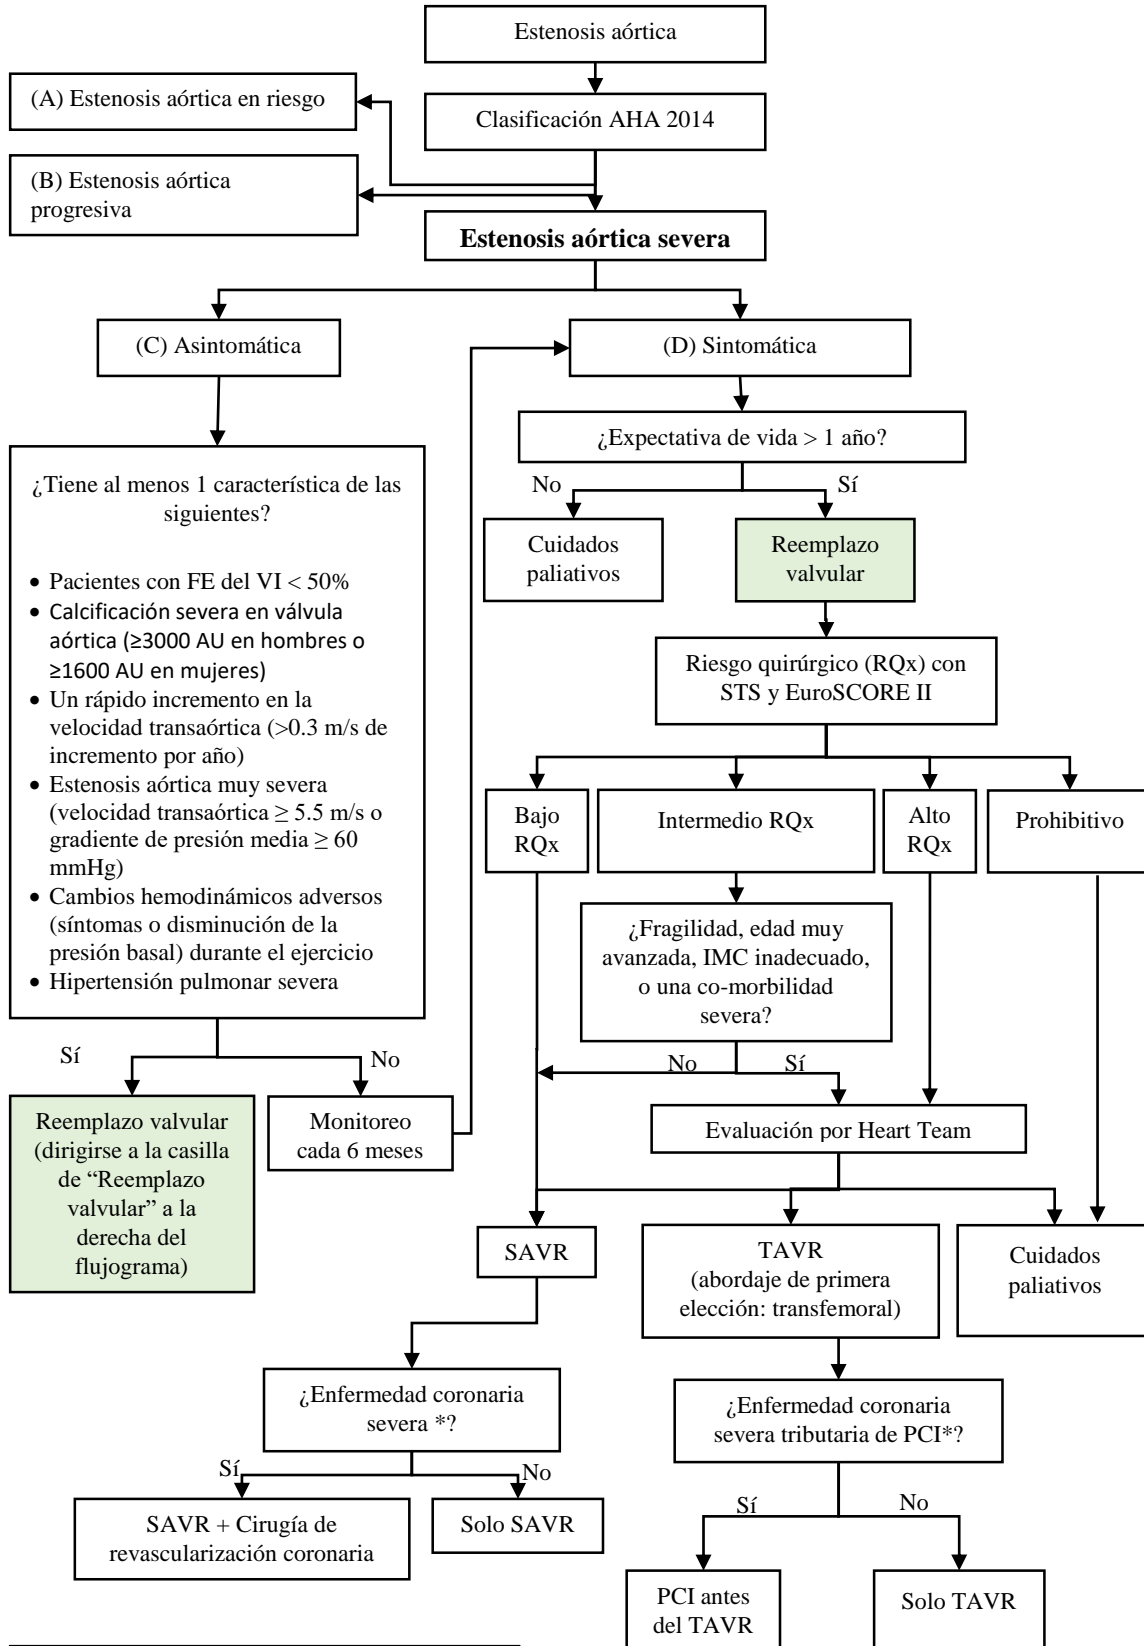 Estenosis aórtica
(A) Estenosis aórtica en riesgo
Clasificación AHA 2014
(B) Estenosis aórtica
progresiva
Estenosis aórtica severa
(C) Asintomática
(D) Sintomática
¿Expectativa de vida > 1 año?
No
Sí
Cuidados
paliativos
Reemplazo
valvular
¿Tiene al menos 1 característica de las
siguientes?
• Pacientes con FE del VI < 50%
• Calcificación severa en válvula
aórtica (≥3000 AU en hombres o
≥1600 AU en mujeres)
• Un rápido incremento en la
velocidad transaórtica (>0.3 m/s de
incremento por año)
• Estenosis aórtica muy severa
(velocidad transaórtica ≥ 5.5 m/s o
gradiente de presión media ≥ 60
mmHg)
• Cambios hemodinámicos adversos
(síntomas o disminución de la
presión basal) durante el ejercicio
• Hipertensión pulmonar severa
Sí
No
Reemplazo valvular
(dirigirse a la casilla
de “Reemplazo
valvular” a la
derecha del
flujograma)
Monitoreo
cada 6 meses
Riesgo quirúrgico (RQx) con
STS y EuroSCORE II
Bajo
RQx
Intermedio RQx
Alto
RQx
Prohibitivo
¿Fragilidad, edad muy
avanzada, IMC inadecuado,
o una co-morbilidad
severa?
No
Sí
Evaluación por Heart Team
SAVR
TAVR
(abordaje de primera
elección: transfemoral)
Cuidados
paliativos
¿Enfermedad coronaria
severa *?
Sí
No
SAVR + Cirugía de
revascularización coronaria
Solo SAVR
¿Enfermedad coronaria
severa tributaria de PCI*?
Sí
No
PCI antes
del TAVR
Solo TAVR